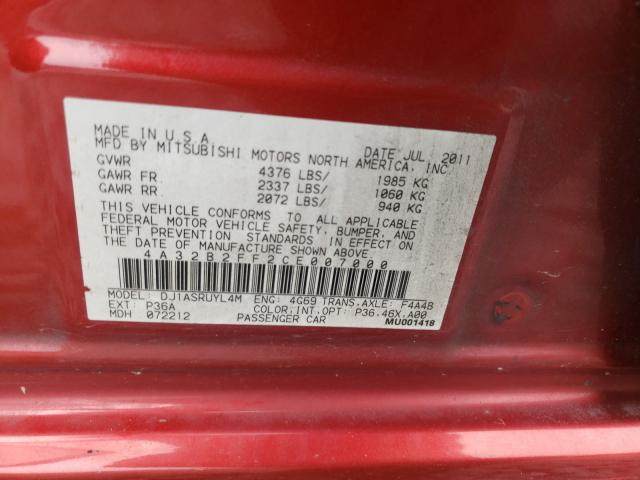 MADE IN U.S.A. DATE JUL, 2011
MFD BY MITSUBISHI MOTORS NORTH AMERICA, INC
GVWR 4376 LBS/ 1985 KG
GAWR FR. 2337 LBS/ 1060 KG
GAWR RR. 2072 LBS/ 940 KG
THIS VEHICLE CONFORMS TO ALL APPLICABLE
FEDERAL MOTOR VEHICLE SAFETY, BUMPER, AND
THEFT PREVENTION STANDARDS IN EFFECT ON
THE DATE OF MANUFACTURE SHOWN ABOVE.
4A32B2FF2CE007000
MODEL: DJ1ASRUYL4M ENG: 4G69 TRANS.AXLE: F4A4B
EXT: P36A COLOR,INT,OPT: P36,46X,A00
MDH 072212 PASSENGER CAR MU001418